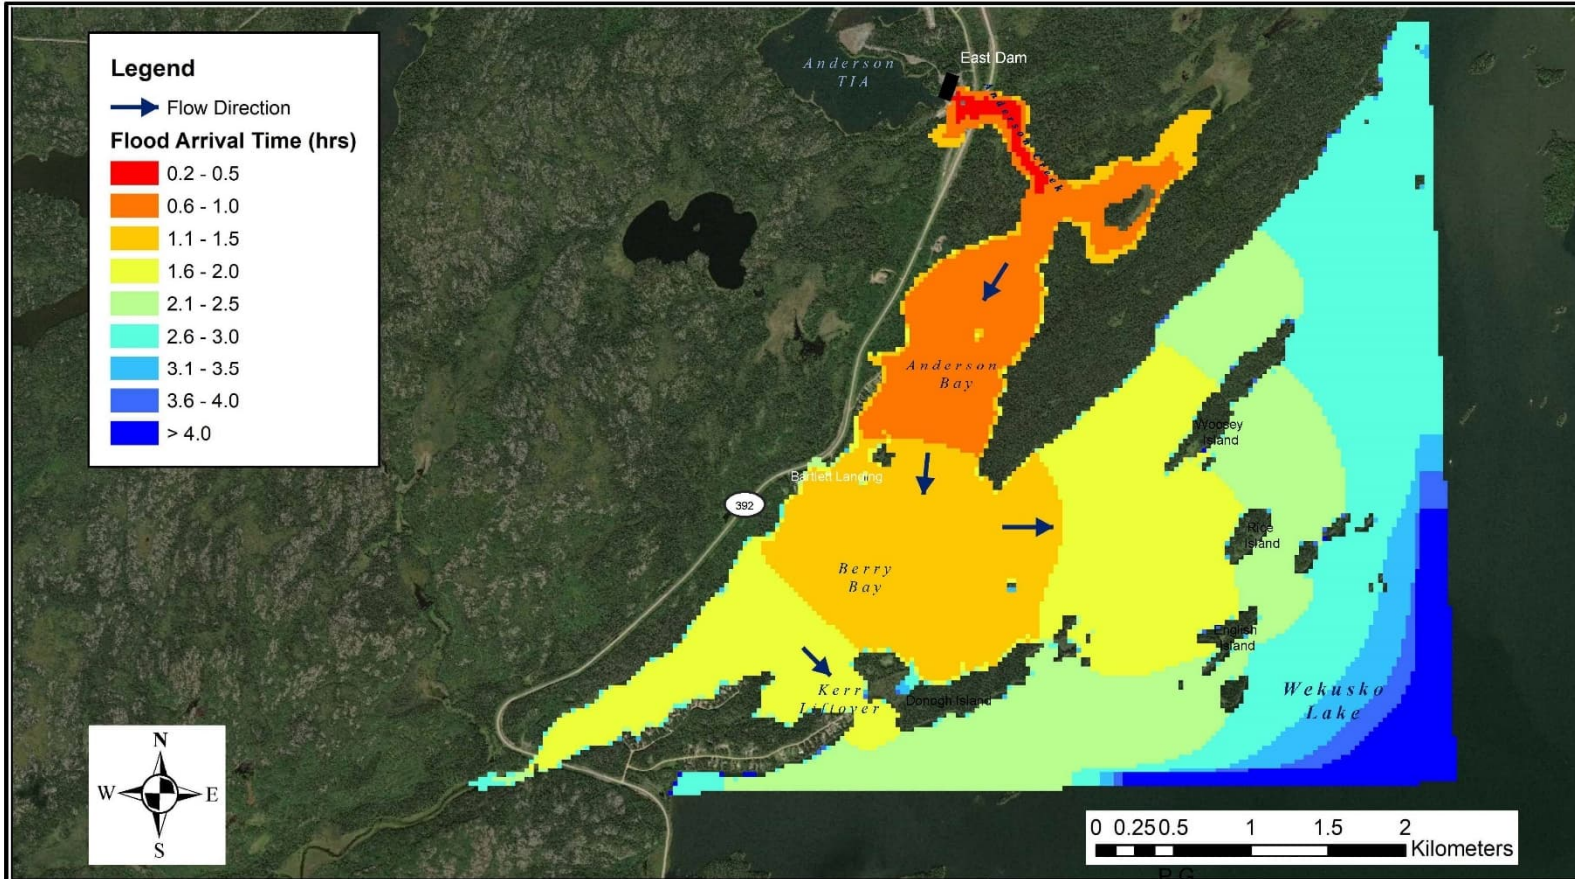 Legend
Flow Direction
Flood Arrival Time (hrs)
0.2 - 0.5
0.6 - 1.0
1.1 - 1.5
1.6 - 2.0
2.1 - 2.5
2.6 - 3.0
3.1 - 3.5
3.6 - 4.0
> 4.0
Anderson
TIA
East Dam
Anderson Creek
Anderson
Bay
Woosey
Island
Bartlett Landing
392
Rice
Island
Berry
Bay
English
Island
Kerr
Liftover
Donogh Island
Wekusko
Lake
N
W E
S
0 0.25 0.5 1 1.5 2
Kilometers